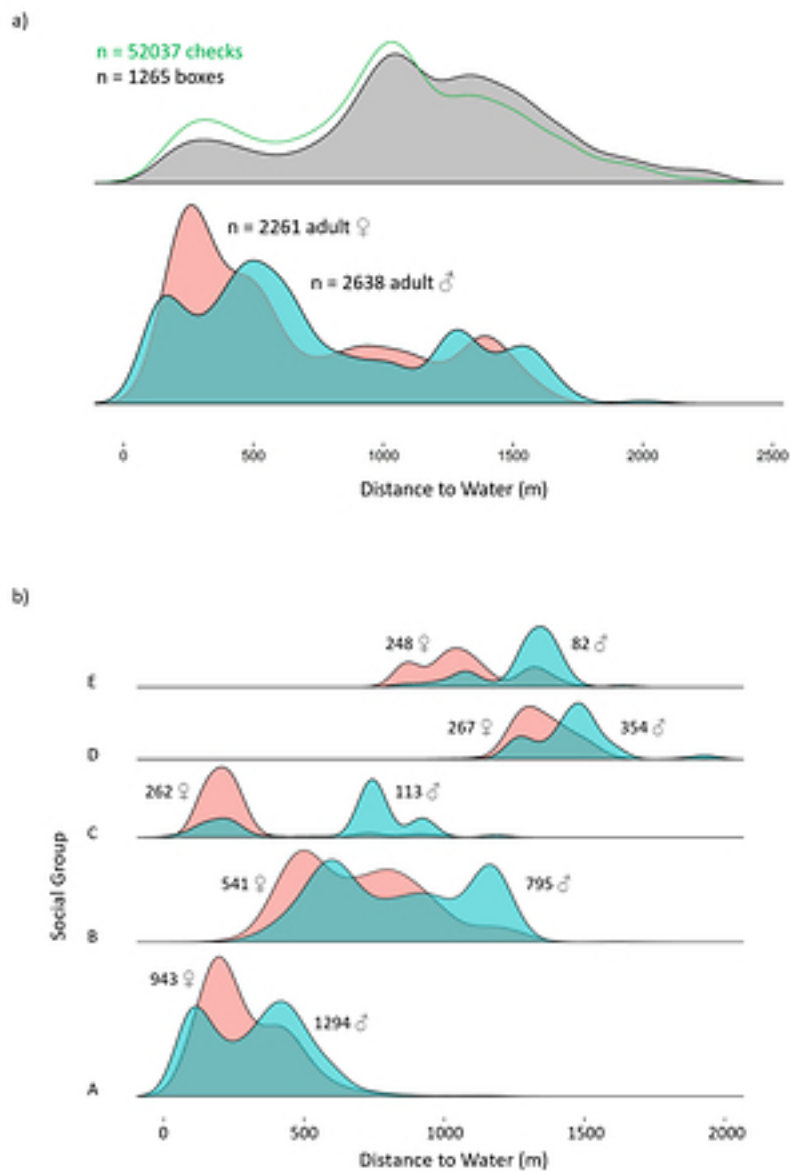 a)
n = 52037 checks
n = 1265 boxes
n = 2261 adult ♀
n = 2638 adult ♂
0 500 1000 1500 2000 2500
Distance to Water (m)
b)
248 ♀ 82 ♂
E
267 ♀ 354 ♂
D
262 ♀ 113 ♂
C
541 ♀ 795 ♂
B
943 ♀
1294 ♂
A
Social Group
0 500 1000 1500 2000
Distance to Water (m)